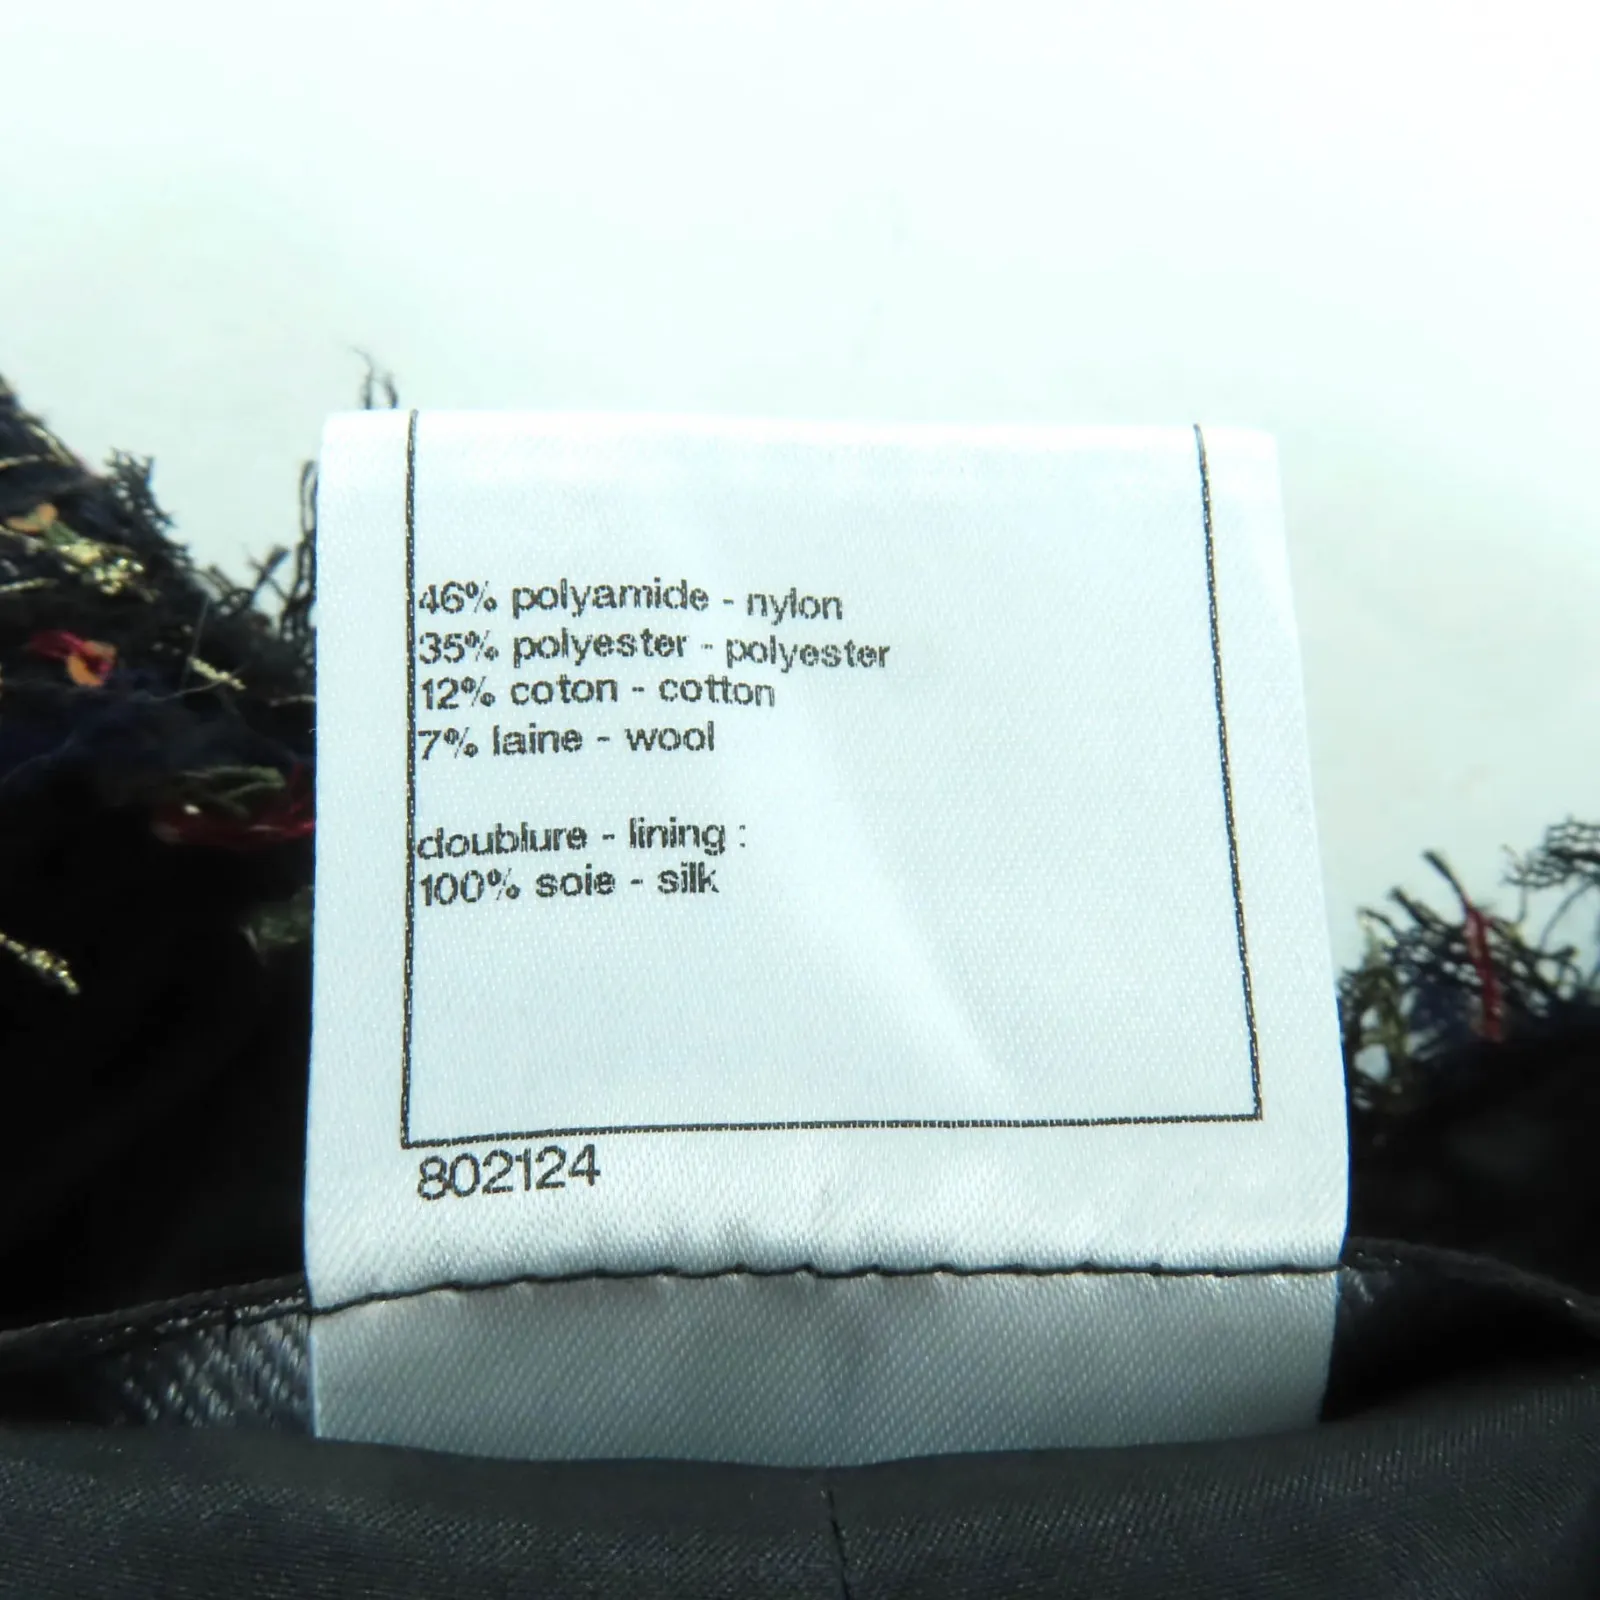 46% polyamide - nylon
35% polyester - polyester
12% coton - cotton
7% laine - wool
doublure - lining :
100% soie - silk
802124